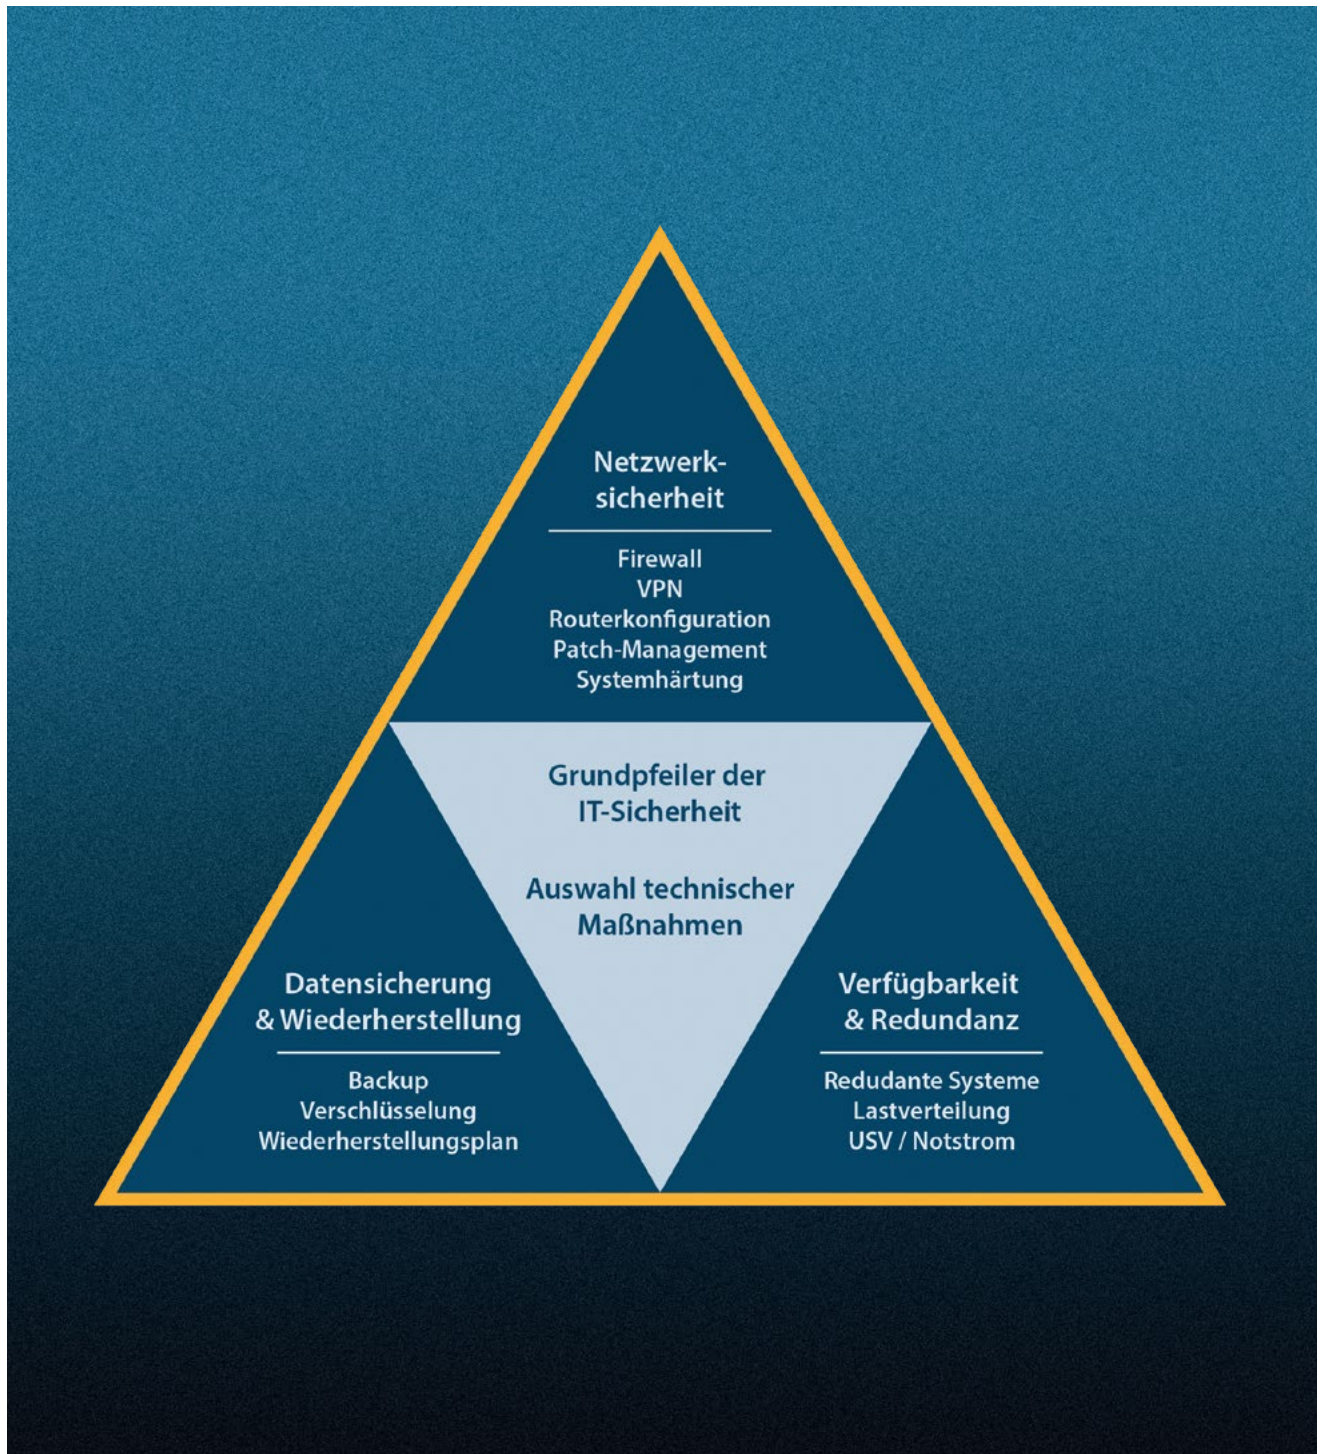 Netzwerk-
sicherheit
Firewall
VPN
Routerkonfiguration
Patch-Management
Systemhärtung
Grundpfeiler der
IT-Sicherheit
Auswahl technischer
Maßnahmen
Datensicherung
& Wiederherstellung
Backup
Verschlüsselung
Wiederherstellungsplan
Verfügbarkeit
& Redundanz
Redudante Systeme
Lastverteilung
USV / Notstrom